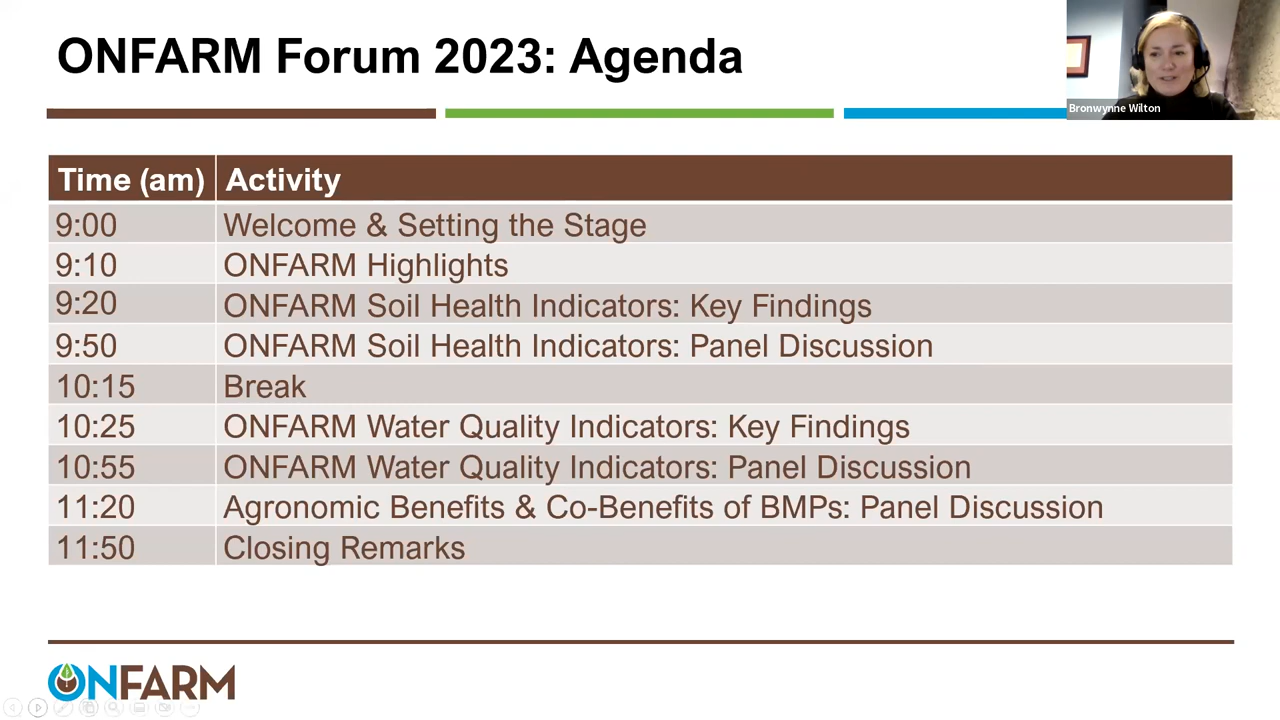 ONFARM Forum 2023: Agenda
Bronwynne Wilton
Time (am) Activity
9:00 Welcome & Setting the Stage
9:10 ONFARM Highlights
9:20 ONFARM Soil Health Indicators: Key Findings
9:50 ONFARM Soil Health Indicators: Panel Discussion
10:15 Break
10:25 ONFARM Water Quality Indicators: Key Findings
10:55 ONFARM Water Quality Indicators: Panel Discussion
11:20 Agronomic Benefits & Co-Benefits of BMPs: Panel Discussion
11:50 Closing Remarks
ONFARM